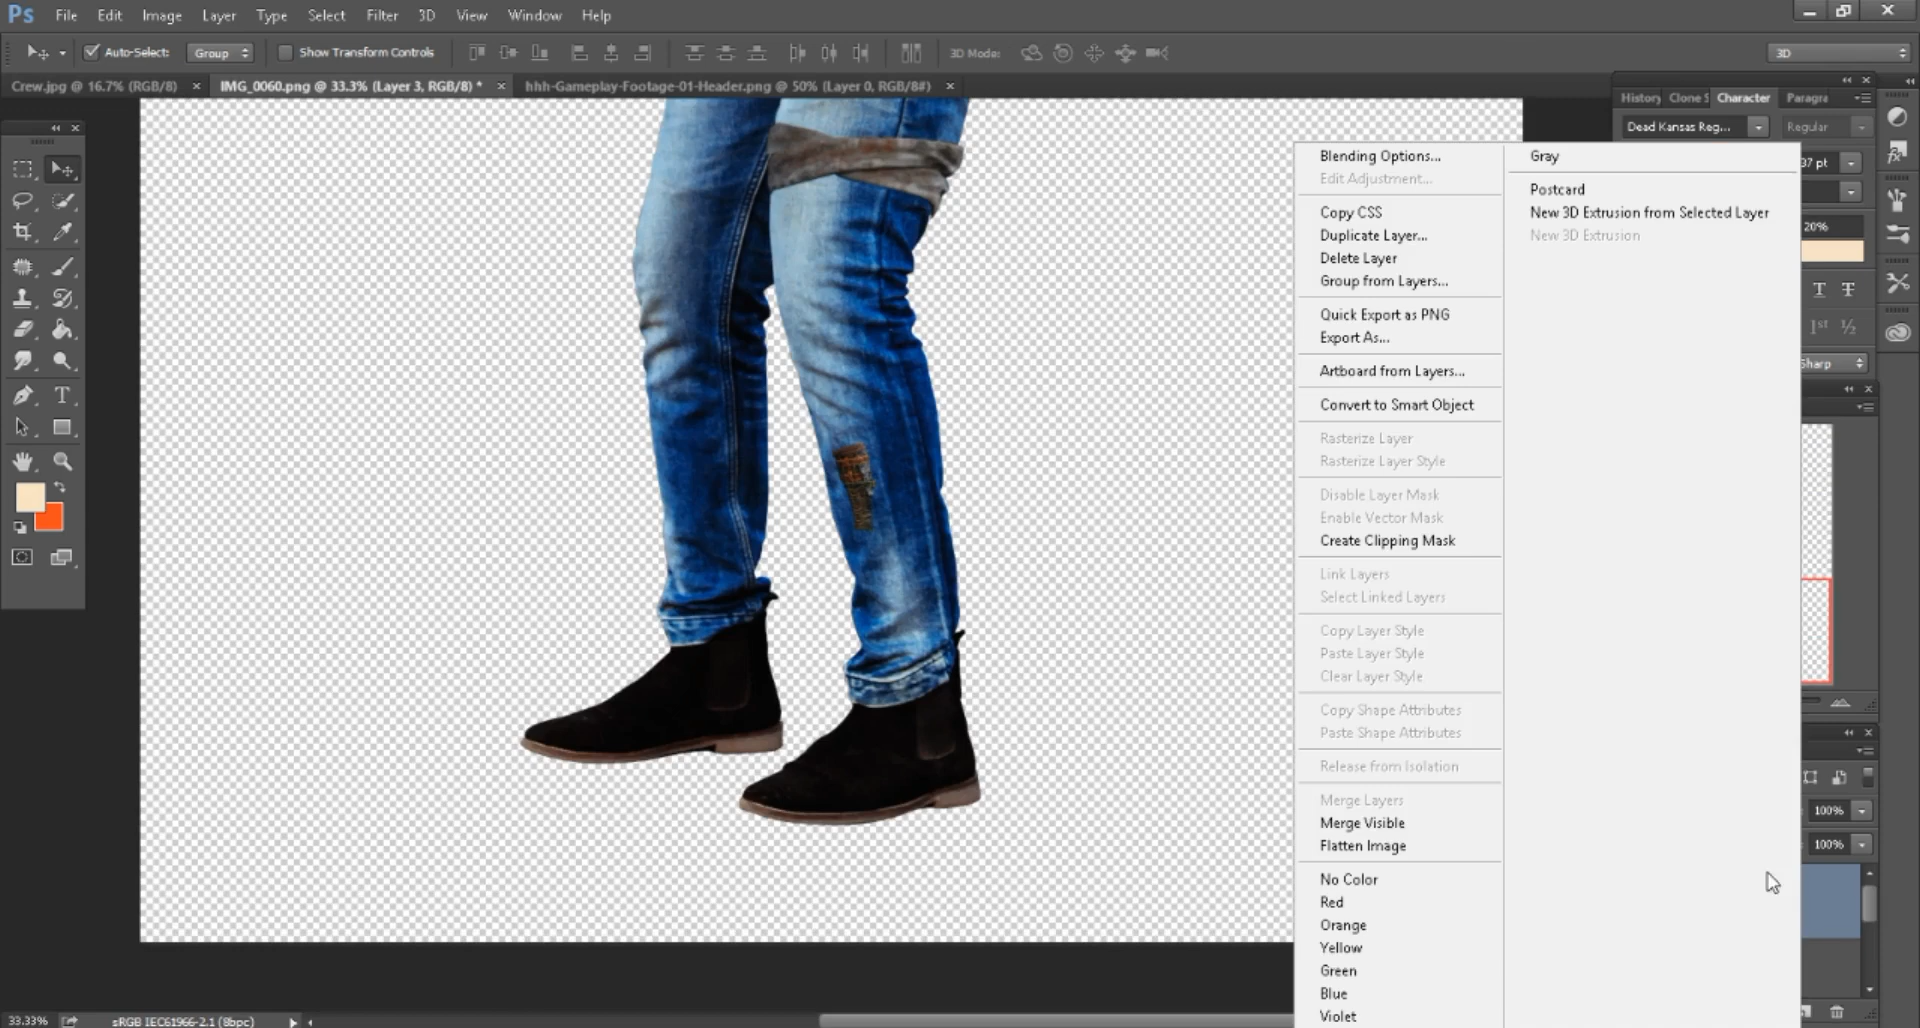 Ps File Edit Image Layer Type Select Filter 3D View Window Help
Auto-Select: Group Show Transform Controls 3D Mode: 3D
Crew.jpg @ 16.7% (RGB/8) × IMG_0060.png @ 33.3% (Layer 3, RGB/8) * × hhh-Gameplay-Footage-01-Header.png @ 50% (Layer 0, RGB/8#) ×
History Clone S Character Paragra
Dead Kansas Reg... Regular
37 pt
20%
T T
1st ½
Sharp
100%
100%
Blending Options...
Edit Adjustment...
Copy CSS
Duplicate Layer...
Delete Layer
Group from Layers...
Quick Export as PNG
Export As...
Artboard from Layers...
Convert to Smart Object
Rasterize Layer
Rasterize Layer Style
Disable Layer Mask
Enable Vector Mask
Create Clipping Mask
Link Layers
Select Linked Layers
Copy Layer Style
Paste Layer Style
Clear Layer Style
Copy Shape Attributes
Paste Shape Attributes
Release from Isolation
Merge Layers
Merge Visible
Flatten Image
No Color
Red
Orange
Yellow
Green
Blue
Violet
Gray
Postcard
New 3D Extrusion from Selected Layer
New 3D Extrusion
33.33% sRGB IEC61966-2.1 (8bpc)